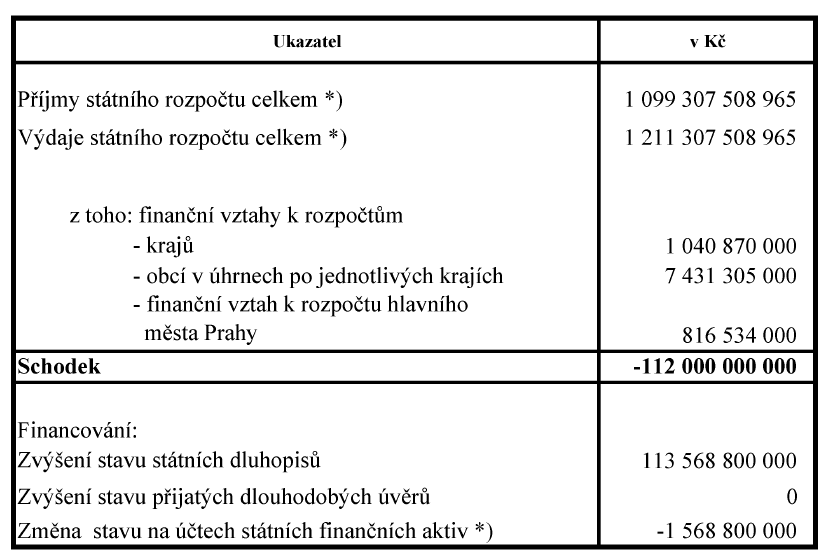 Ukazatel v Kč
Příjmy státního rozpočtu celkem *) 1 099 307 508 965
Výdaje státního rozpočtu celkem *) 1 211 307 508 965
z toho: finanční vztahy k rozpočtům
- krajů 1 040 870 000
- obcí v úhrnech po jednotlivých krajích 7 431 305 000
- finanční vztah k rozpočtu hlavního
města Prahy 816 534 000
Schodek -112 000 000 000
Financování:
Zvýšení stavu státních dluhopisů 113 568 800 000
Zvýšení stavu přijatých dlouhodobých úvěrů 0
Změna stavu na účtech státních finančních aktiv *) -1 568 800 000